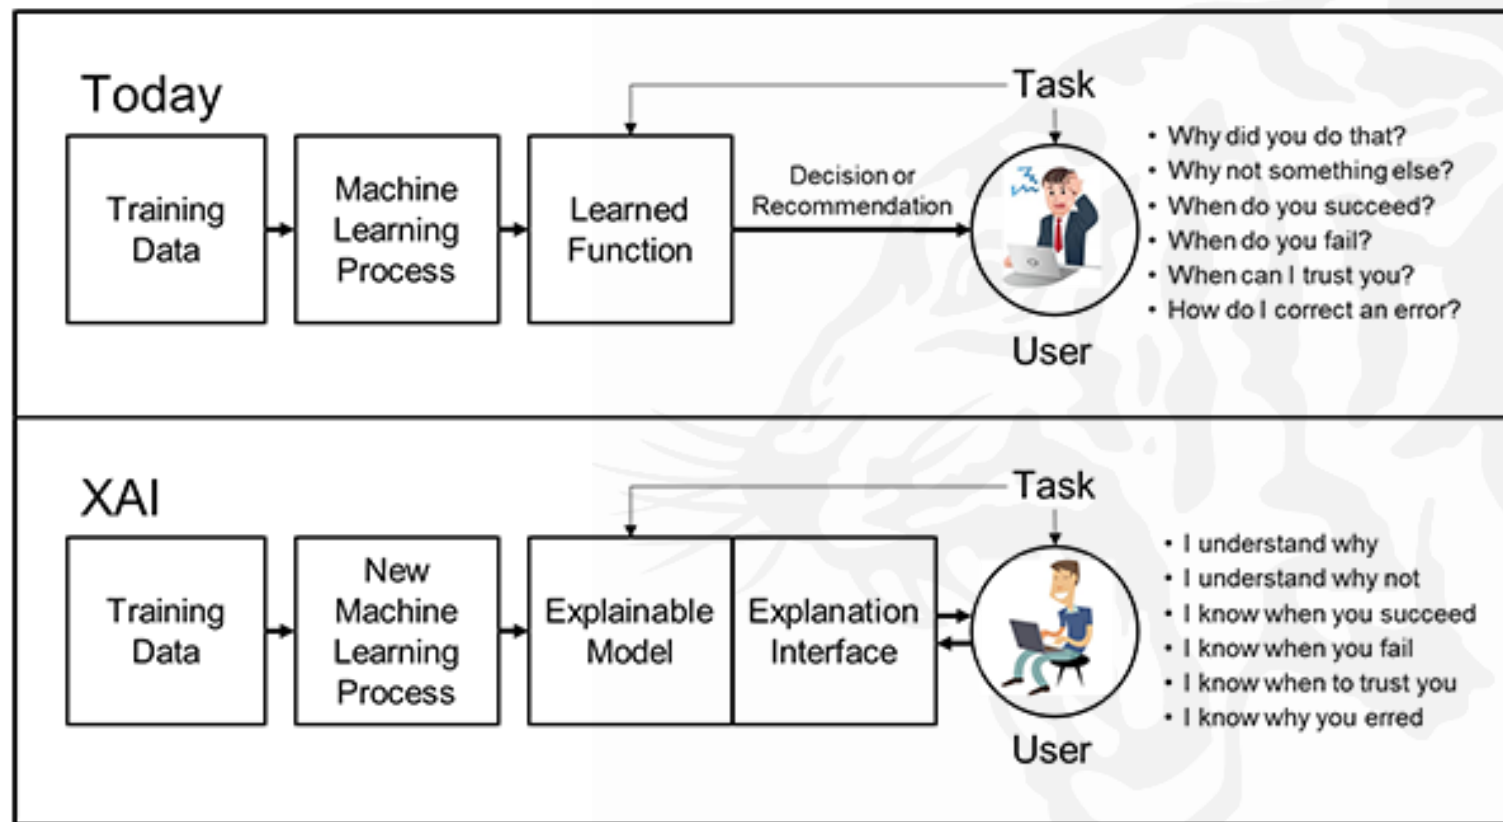 Today
Task
Training
Data
Machine
Learning
Process
Learned
Function
Decision or
Recommendation
User
• Why did you do that?
• Why not something else?
• When do you succeed?
• When do you fail?
• When can I trust you?
• How do I correct an error?
XAI
Task
Training
Data
New
Machine
Learning
Process
Explainable
Model
Explanation
Interface
User
• I understand why
• I understand why not
• I know when you succeed
• I know when you fail
• I know when to trust you
• I know why you erred